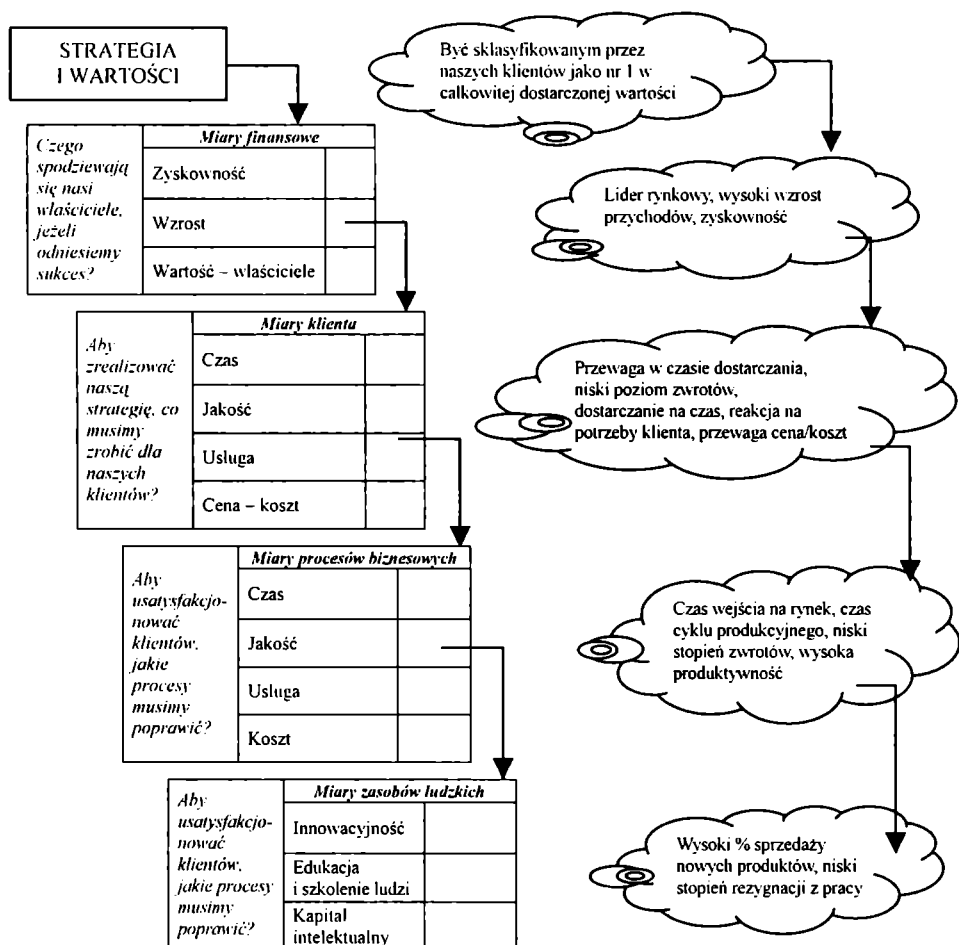 STRATEGIA
I WARTOŚCI
Być sklasyfikowanym przez
naszych klientów jako nr 1 w
całkowitej dostarczonej wartości
Czego
spodziewają
się nasi
właściciele,
jeżeli
odniesiemy
sukces?
Miary finansowe
Zyskowność
Wzrost
Wartość – właściciele
Lider rynkowy, wysoki wzrost
przychodów, zyskowność
Aby
zrealizować
naszą
strategię, co
musimy
zrobić dla
naszych
klientów?
Miary klienta
Czas
Jakość
Usługa
Cena – koszt
Przewaga w czasie dostarczania,
niski poziom zwrotów,
dostarczanie na czas, reakcja na
potrzeby klienta, przewaga cena/koszt
Aby
usatysfakcjo-
nować
klientów,
jakie
procesy
musimy
poprawić?
Miary procesów biznesowych
Czas
Jakość
Usługa
Koszt
Czas wejścia na rynek, czas
cyklu produkcyjnego, niski
stopień zwrotów, wysoka
produktywność
Aby
usatysfakcjo-
nować
klientów,
jakie procesy
musimy
poprawić?
Miary zasobów ludzkich
Innowacyjność
Edukacja
i szkolenie ludzi
Kapitał
intelektualny
Wysoki % sprzedaży
nowych produktów, niski
stopień rezygnacji z pracy